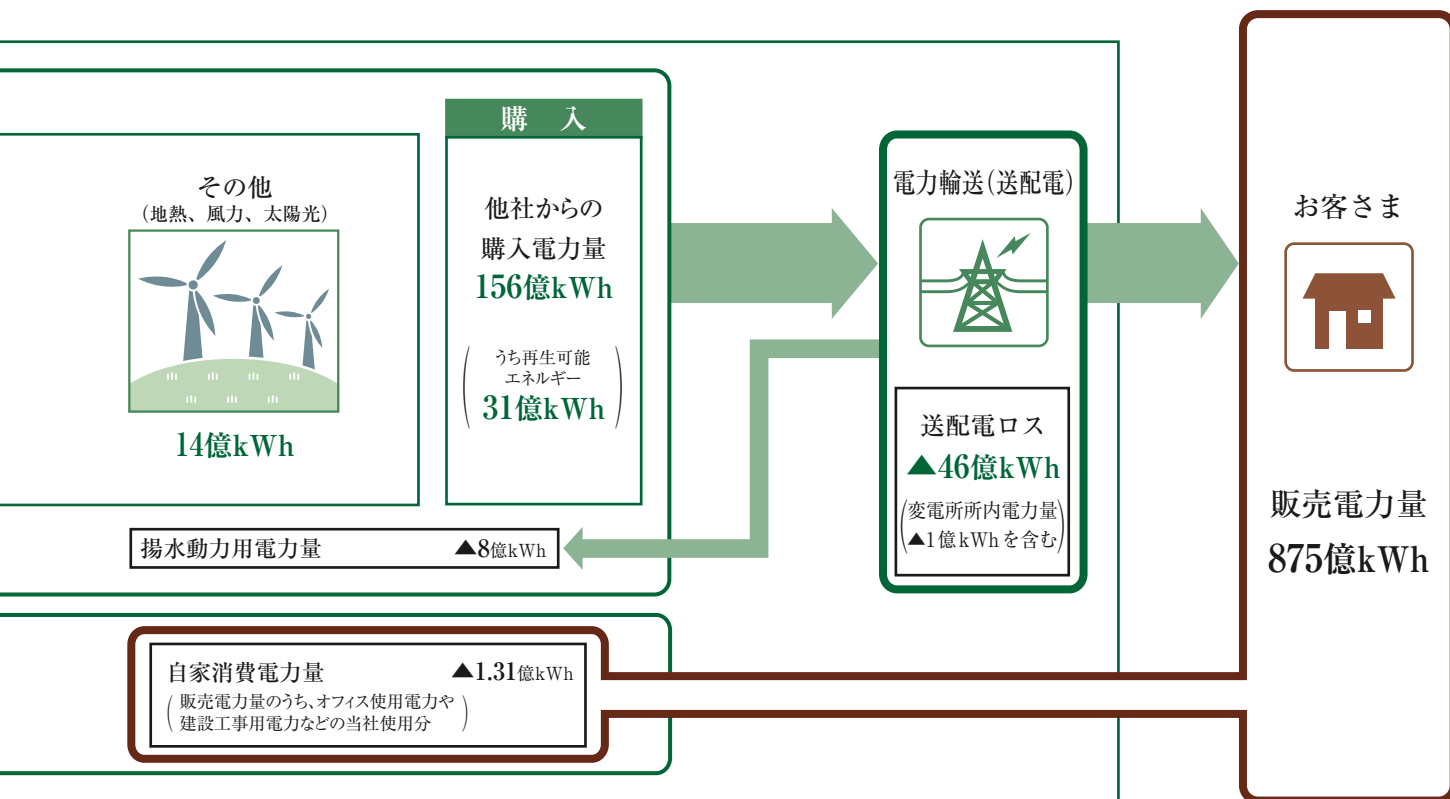 その他
(地熱、風力、太陽光)
14億kWh
購 入
他社からの
購入電力量
156億kWh
うち再生可能
エネルギー
31億kWh
揚水動力用電力量 ▲8億kWh
電力輸送(送配電)
送配電ロス
▲46億kWh
(変電所所内電力量
▲1億kWhを含む)
お客さま
販売電力量
875億kWh
自家消費電力量 ▲1.31億kWh
(販売電力量のうち、オフィス使用電力や
建設工事用電力などの当社使用分)